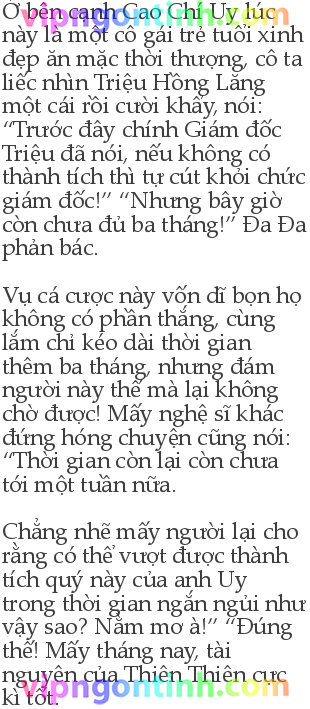 Ở bên cạnh Cao Chí Uy lúc
vipngontinh.com
này là một cô gái trẻ tuổi xinh
đẹp ăn mặc thời thượng, cô ta
liếc nhìn Triệu Hồng Lăng
một cái rồi cười khẩy, nói:
“Trước đây chính Giám đốc
Triệu đã nói, nếu không có
thành tích thì tự cút khỏi chức
giám đốc!” “Nhưng bây giờ
còn chưa đủ ba tháng!” Đa Đa
phản bác.

Vụ cá cược này vốn dĩ bọn họ
không có phần thắng, cùng
lắm chỉ kéo dài thời gian
thêm ba tháng, nhưng đám
người này thế mà lại không
chờ được! Mấy nghệ sĩ khác
đứng hóng chuyện cũng nói:
“Thời gian còn lại còn chưa
tới một tuần nữa.

Chẳng nhẽ mấy người lại cho
rằng có thể vượt được thành
tích quý này của anh Uy
trong thời gian ngắn ngủi như
vậy sao? Nằm mơ à!” “Đúng
thế! Mấy tháng nay, tài
nguyên của Thiên Thiên cực
vipngontinh.com
kì tốt.